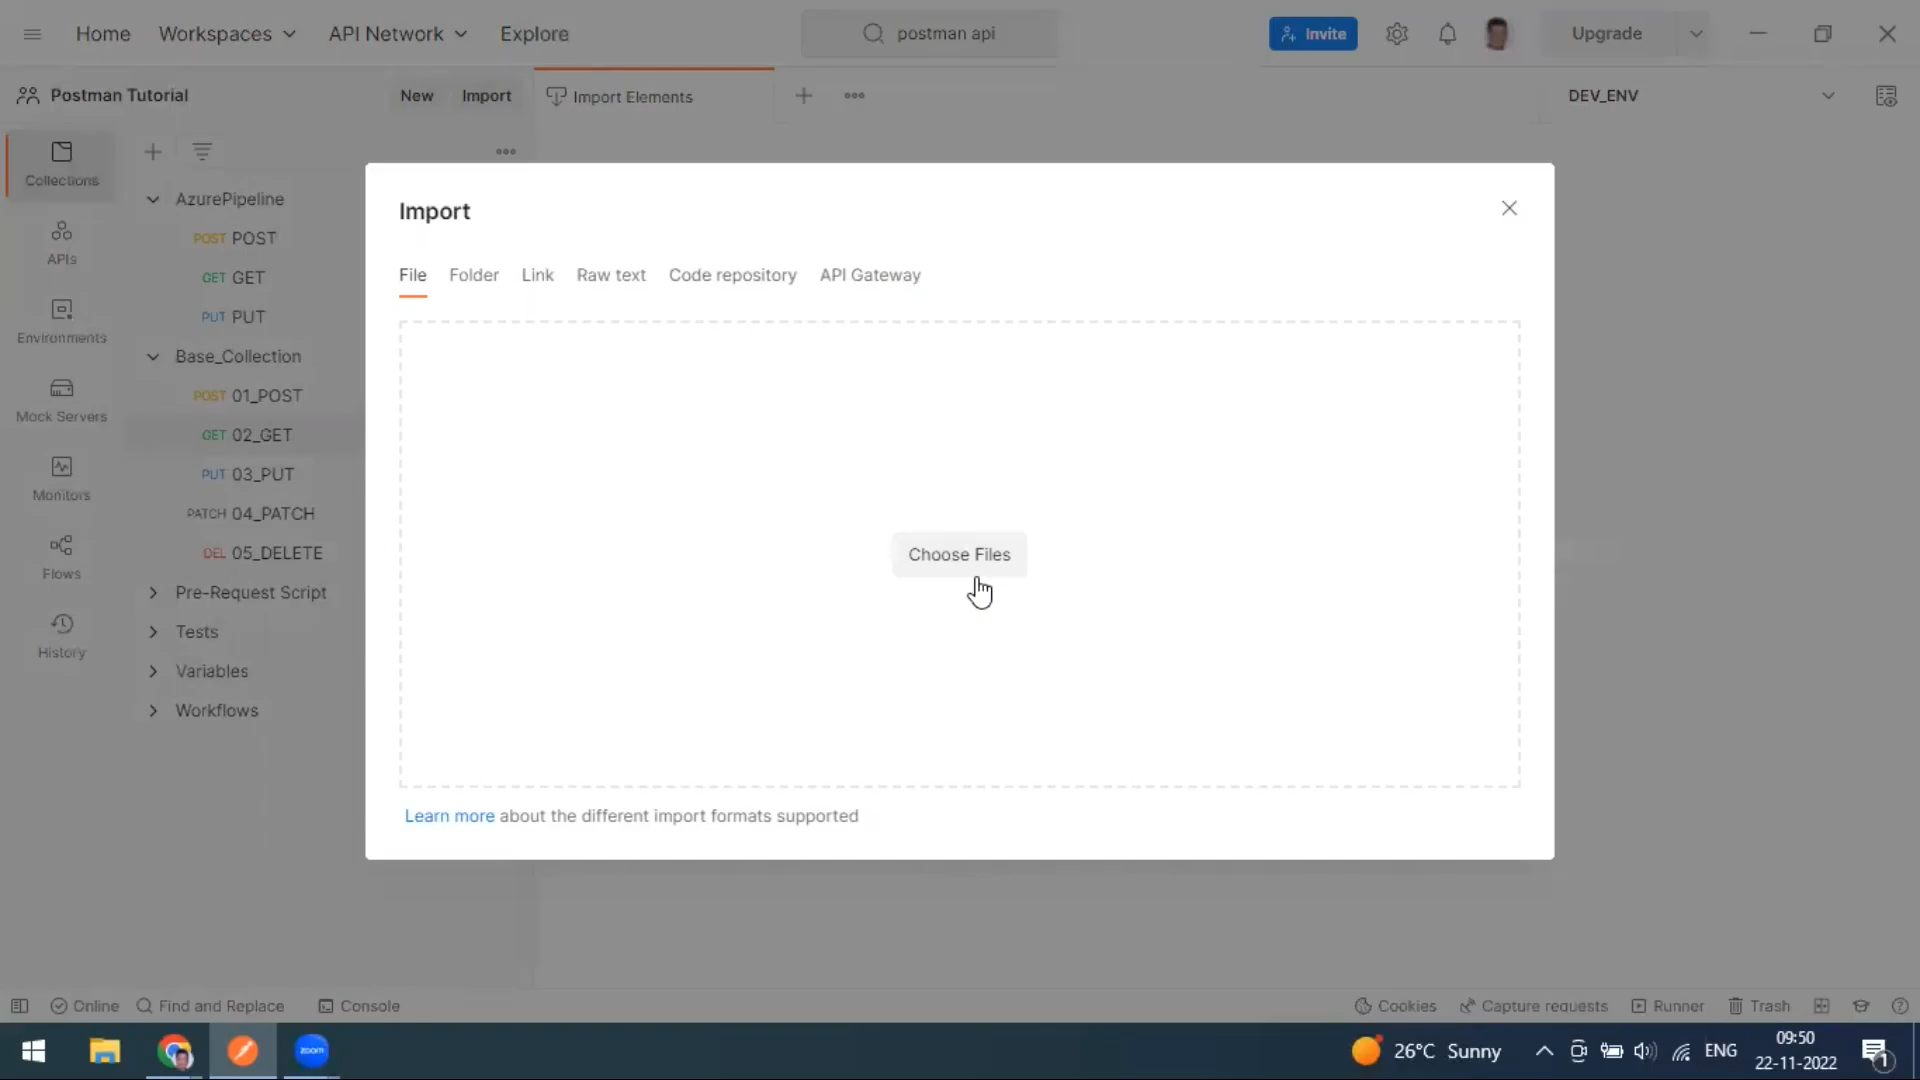 Home Workspaces API Network Explore postman api Invite Upgrade
Postman Tutorial New Import Import Elements DEV_ENV
Collections
APIs
Environments
Mock Servers
Monitors
Flows
History
AzurePipeline
POST POST
GET GET
PUT PUT
Base_Collection
POST 01_POST
GET 02_GET
PUT 03_PUT
PATCH 04_PATCH
DEL 05_DELETE
Pre-Request Script
Tests
Variables
Workflows
Import
File Folder Link Raw text Code repository API Gateway
Choose Files
Learn more about the different import formats supported
Online Find and Replace Console Cookies Capture requests Runner Trash
zoom 26°C Sunny ENG 09:50
22-11-2022 1